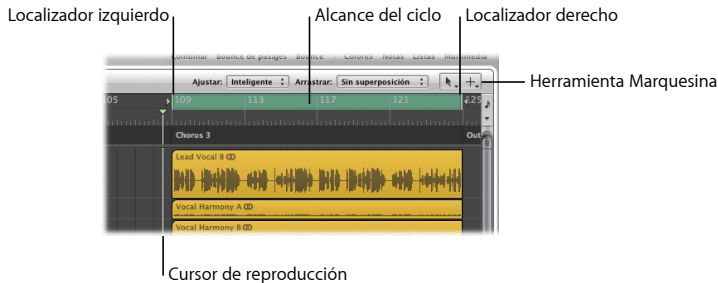 Localizador izquierdo Alcance del ciclo Localizador derecho
Combinar Bounce de pasajes Bounce Colores Notas Listas Multimedia
Ajustar: Inteligente Arrastrar: Sin superposición
Herramienta Marquesina
105 109 113 117 121 125
Chorus 3 Out
Lead Vocal B
Vocal Harmony A
Vocal Harmony B
Cursor de reproducción